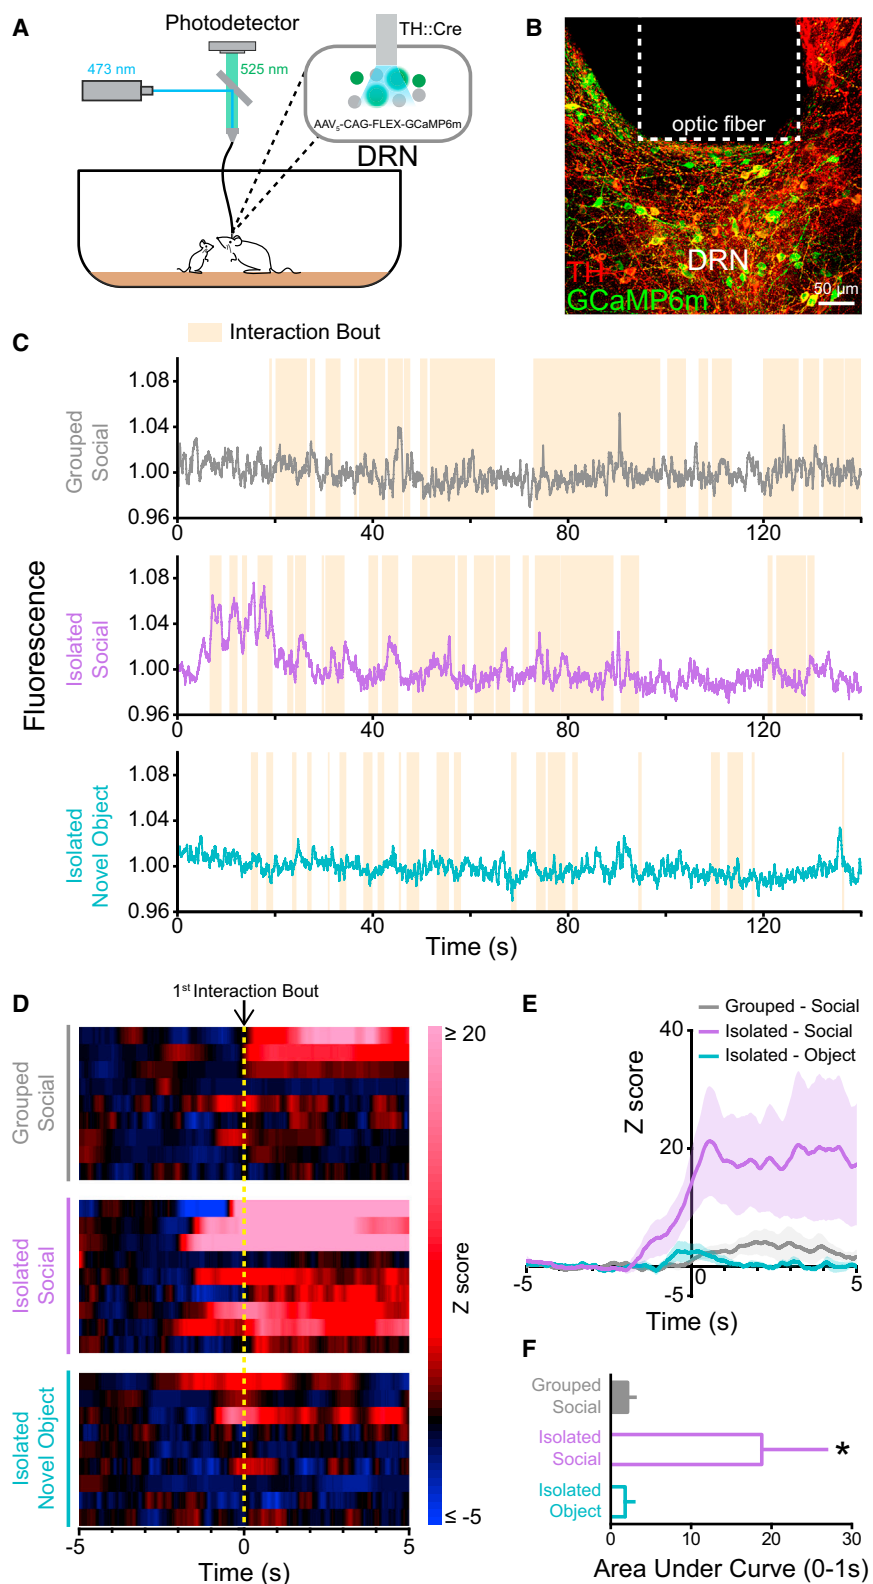 A
Photodetector
473 nm
525 nm
TH::Cre
AAV5-CAG-FLEX-GCaMP6m
DRN
B
optic fiber
DRN
TH
GCaMP6m
50 µm
C
Interaction Bout
Fluorescence
Grouped
Social
1.08
1.04
1.00
0.96
0
40
80
120
Isolated
Social
1.08
1.04
1.00
0.96
0
40
80
120
Isolated
Novel Object
1.08
1.04
1.00
0.96
0
40
80
120
Time (s)
D
1st Interaction Bout
Grouped
Social
Isolated
Social
Isolated
Novel Object
-5
0
5
Time (s)
≥ 20
Z score
≤ -5
E
Grouped - Social
Isolated - Social
Isolated - Object
Z score
40
20
-5
-5
0
5
Time (s)
F
Grouped
Social
Isolated
Social
*
Isolated
Object
0
10
20
30
Area Under Curve (0-1s)